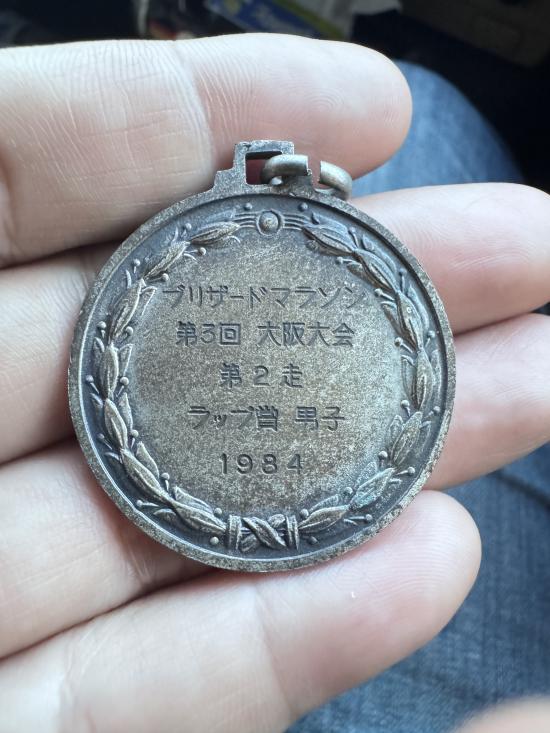 ブリザードマラソン
第3回 大阪大会
第2走
ラップ賞 男子
1984